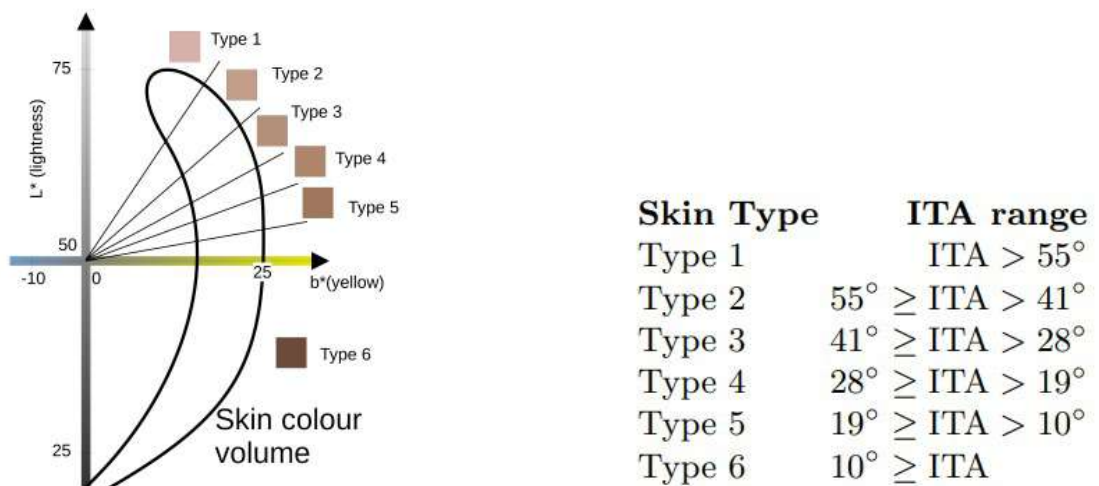 Type 1
75
Type 2
Type 3
L* (lightness)
Type 4
Type 5
50
-10
0
25
b*(yellow)
Type 6
Skin colour
volume
25
Skin Type ITA range
Type 1 ITA > 55°
Type 2 55° ≥ ITA > 41°
Type 3 41° ≥ ITA > 28°
Type 4 28° ≥ ITA > 19°
Type 5 19° ≥ ITA > 10°
Type 6 10° ≥ ITA